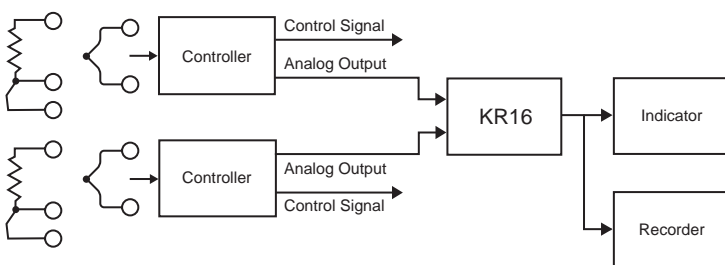 Control Signal
Controller
Analog Output
KR16
Indicator
Controller
Analog Output
Control Signal
Recorder